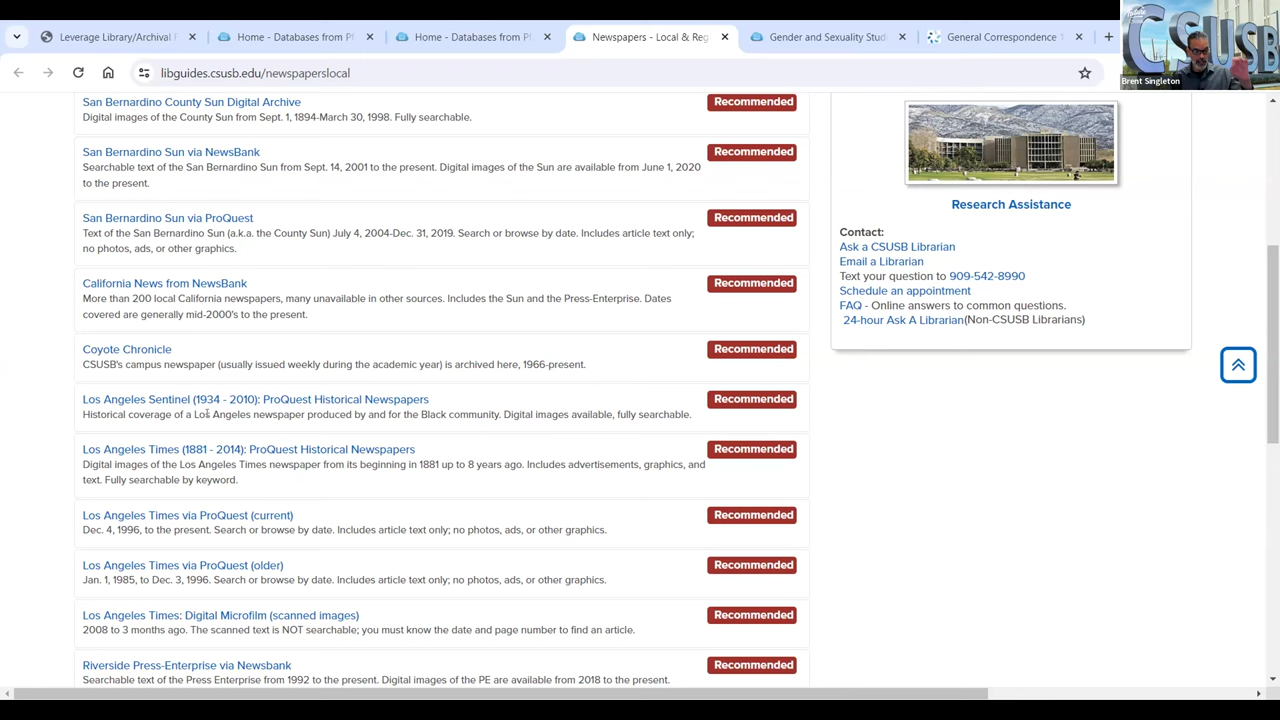 Leverage Library/Archival
Home - Databases from
Home - Databases from
Newspapers - Local & Reg
Gender and Sexuality Stud
General Correspondence
libguides.csusb.edu/newspaperslocal
CSUSB
Brent Singleton
San Bernardino County Sun Digital Archive
Recommended
Digital images of the County Sun from Sept. 1, 1894-March 30, 1998. Fully searchable.
San Bernardino Sun via NewsBank
Recommended
Searchable text of the San Bernardino Sun from Sept. 14, 2001 to the present. Digital images of the Sun are available from June 1, 2020
to the present.
San Bernardino Sun via ProQuest
Recommended
Text of the San Bernardino Sun (a.k.a. the County Sun) July 4, 2004-Dec. 31, 2019. Search or browse by date. Includes article text only;
no photos, ads, or other graphics.
California News from NewsBank
Recommended
More than 200 local California newspapers, many unavailable in other sources. Includes the Sun and the Press-Enterprise. Dates
covered are generally mid-2000's to the present.
Coyote Chronicle
Recommended
CSUSB's campus newspaper (usually issued weekly during the academic year) is archived here, 1966-present.
Los Angeles Sentinel (1934 - 2010): ProQuest Historical Newspapers
Recommended
Historical coverage of a Los Angeles newspaper produced by and for the Black community. Digital images available, fully searchable.
Los Angeles Times (1881 - 2014): ProQuest Historical Newspapers
Recommended
Digital images of the Los Angeles Times newspaper from its beginning in 1881 up to 8 years ago. Includes advertisements, graphics, and
text. Fully searchable by keyword.
Los Angeles Times via ProQuest (current)
Recommended
Dec. 4, 1996, to the present. Search or browse by date. Includes article text only; no photos, ads, or other graphics.
Los Angeles Times via ProQuest (older)
Recommended
Jan. 1, 1985, to Dec. 3, 1996. Search or browse by date. Includes article text only; no photos, ads, or other graphics.
Los Angeles Times: Digital Microfilm (scanned images)
Recommended
2008 to 3 months ago. The scanned text is NOT searchable; you must know the date and page number to find an article.
Riverside Press-Enterprise via Newsbank
Recommended
Searchable text of the Press Enterprise from 1992 to the present. Digital images of the PE are available from 2018 to the present.
Research Assistance
Contact:
Ask a CSUSB Librarian
Email a Librarian
Text your question to 909-542-8990
Schedule an appointment
FAQ - Online answers to common questions.
24-hour Ask A Librarian(Non-CSUSB Librarians)